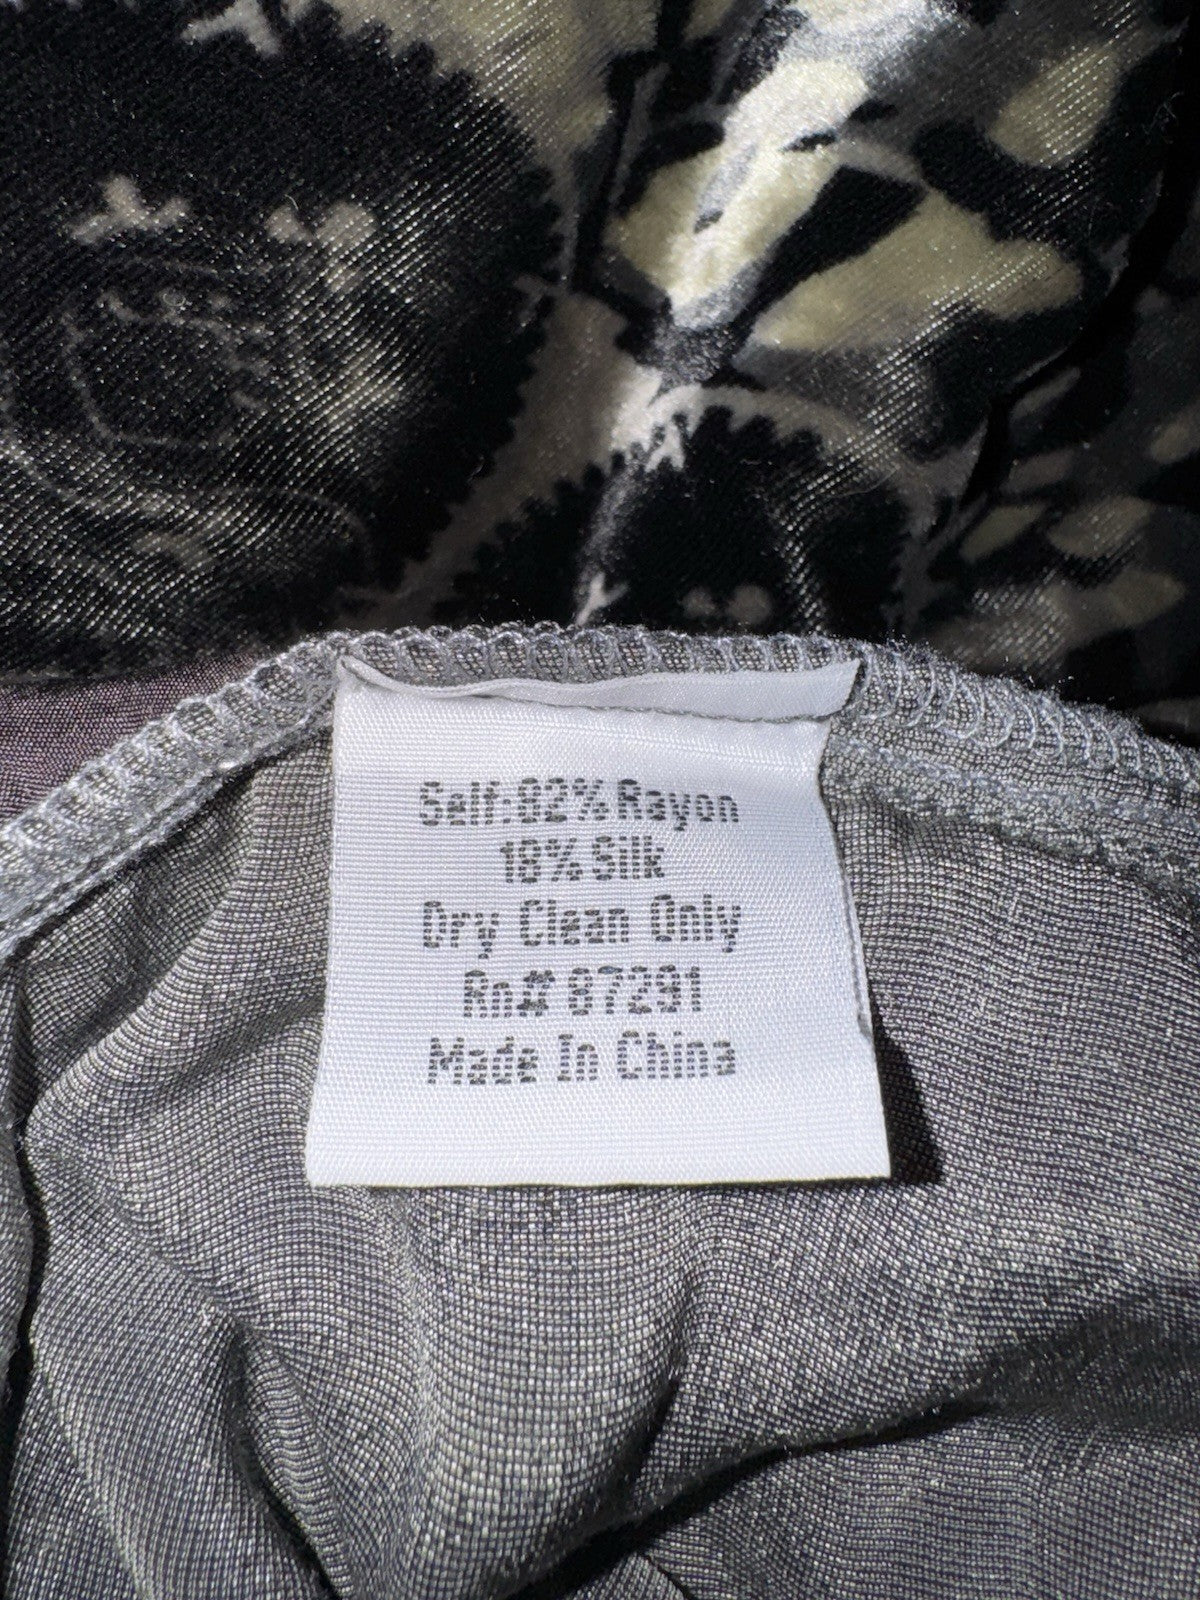 Self:82% Rayon
18% Silk
Dry Clean Only
Rn# 87291
Made In China